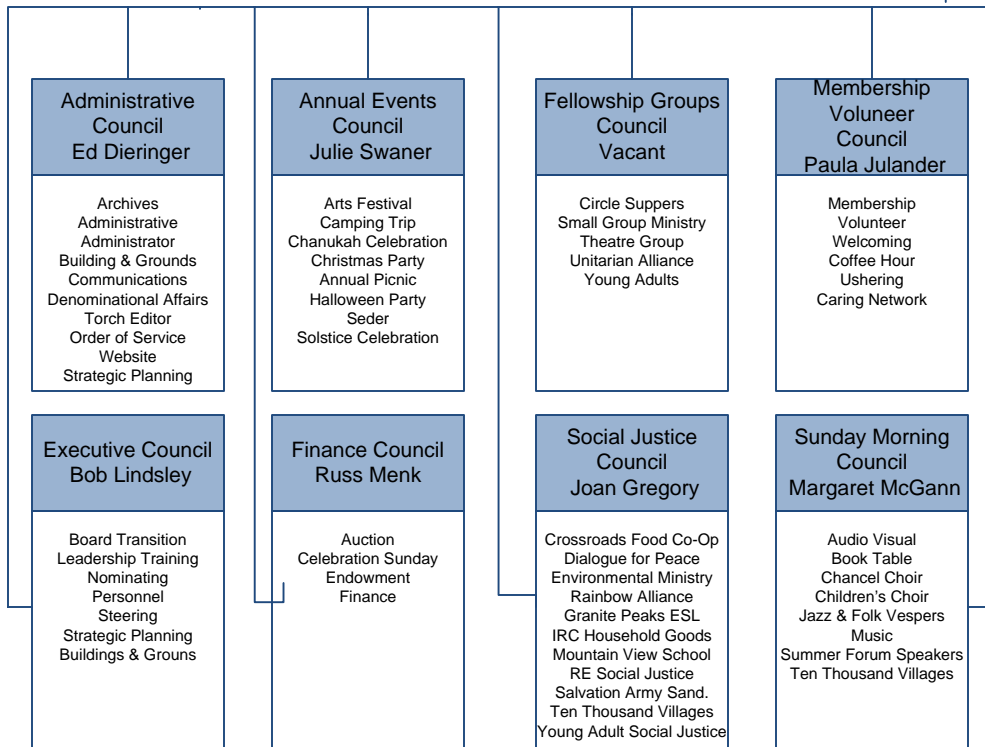 Administrative
Council
Ed Dieringer
Archives
Administrative
Administrator
Building & Grounds
Communications
Denominational Affairs
Torch Editor
Order of Service
Website
Strategic Planning
Annual Events
Council
Julie Swaner
Arts Festival
Camping Trip
Chanukah Celebration
Christmas Party
Annual Picnic
Halloween Party
Seder
Solstice Celebration
Fellowship Groups
Council
Vacant
Circle Suppers
Small Group Ministry
Theatre Group
Unitarian Alliance
Young Adults
Membership
Voluneer
Council
Paula Julander
Membership
Volunteer
Welcoming
Coffee Hour
Ushering
Caring Network
Executive Council
Bob Lindsley
Board Transition
Leadership Training
Nominating
Personnel
Steering
Strategic Planning
Buildings & Grouns
Finance Council
Russ Menk
Auction
Celebration Sunday
Endowment
Finance
Social Justice
Council
Joan Gregory
Crossroads Food Co-Op
Dialogue for Peace
Environmental Ministry
Rainbow Alliance
Granite Peaks ESL
IRC Household Goods
Mountain View School
RE Social Justice
Salvation Army Sand.
Ten Thousand Villages
Young Adult Social Justice
Sunday Morning
Council
Margaret McGann
Audio Visual
Book Table
Chancel Choir
Children's Choir
Jazz & Folk Vespers
Music
Summer Forum Speakers
Ten Thousand Villages